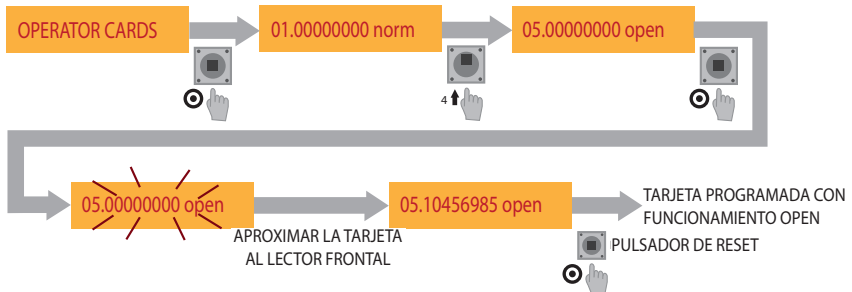 OPERATOR CARDS
01.00000000 norm
05.00000000 open
4
05.00000000 open
05.10456985 open
TARJETA PROGRAMADA CON
FUNCIONAMIENTO OPEN
APROXIMAR LA TARJETA
AL LECTOR FRONTAL
PULSADOR DE RESET